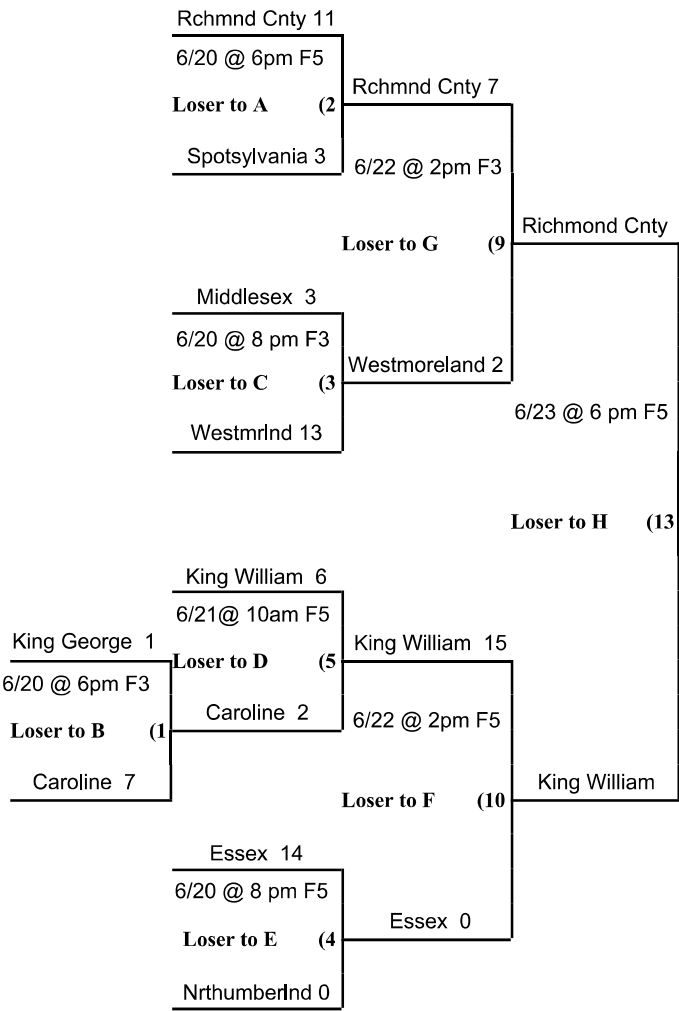 Rchmnd Cnty 11
6/20 @ 6pm F5
Loser to A (2
Rchmnd Cnty 7
Spotsylvania 3
6/22 @ 2pm F3
Richmond Cnty
Loser to G (9
Middlesex 3
6/20 @ 8 pm F3
Westmoreland 2
Loser to C (3
6/23 @ 6 pm F5
Westmrlnd 13
Loser to H (13
King William 6
6/21@ 10am F5
King George 1
King William 15
Loser to D (5
6/20 @ 6pm F3
Caroline 2
6/22 @ 2pm F5
Loser to B (1
Caroline 7
King William
Loser to F (10
Essex 14
6/20 @ 8 pm F5
Essex 0
Loser to E (4
Nrthumberlnd 0